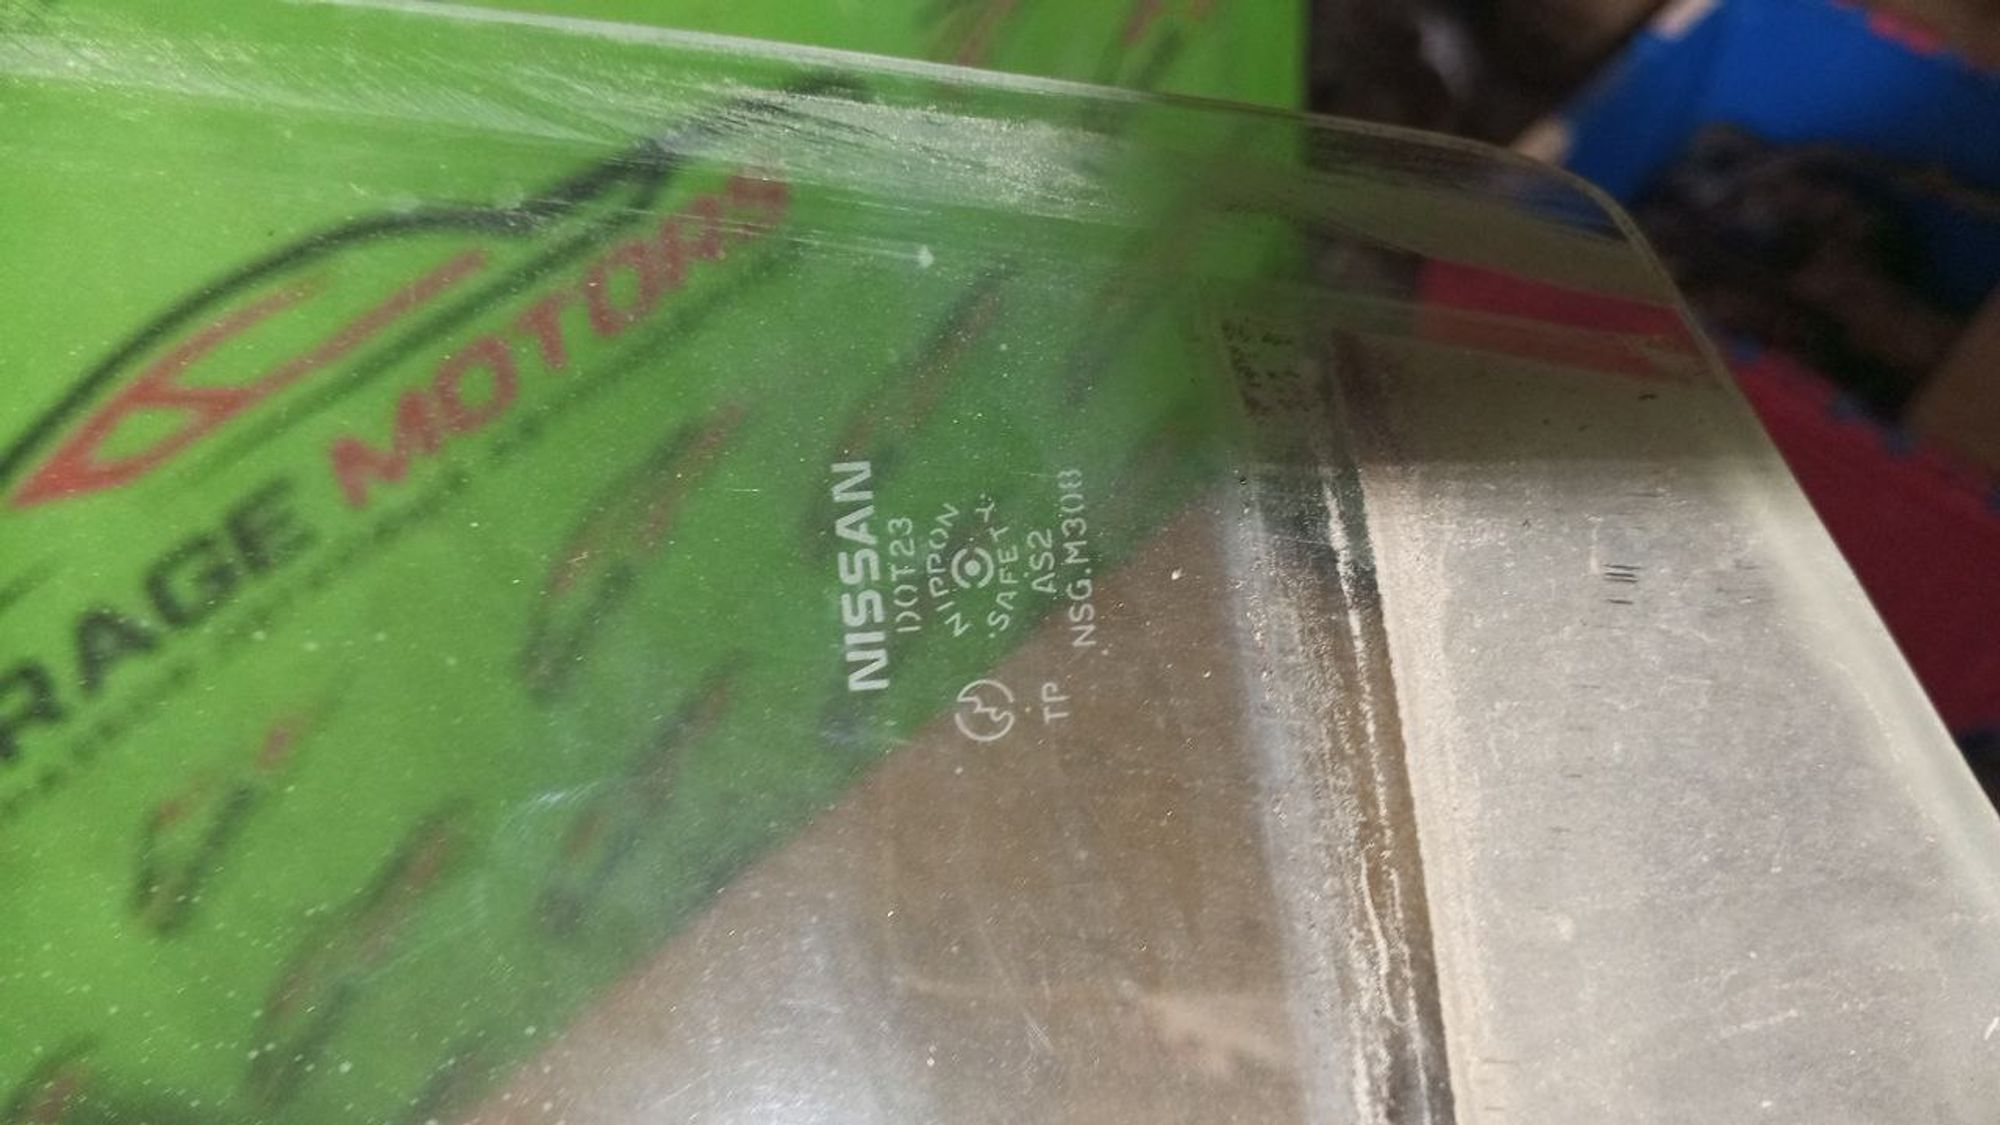 RAGE MOTORS
NISSAN
DOT23
NIPPON
·SAFETY·
AS2
TP NSG.M308